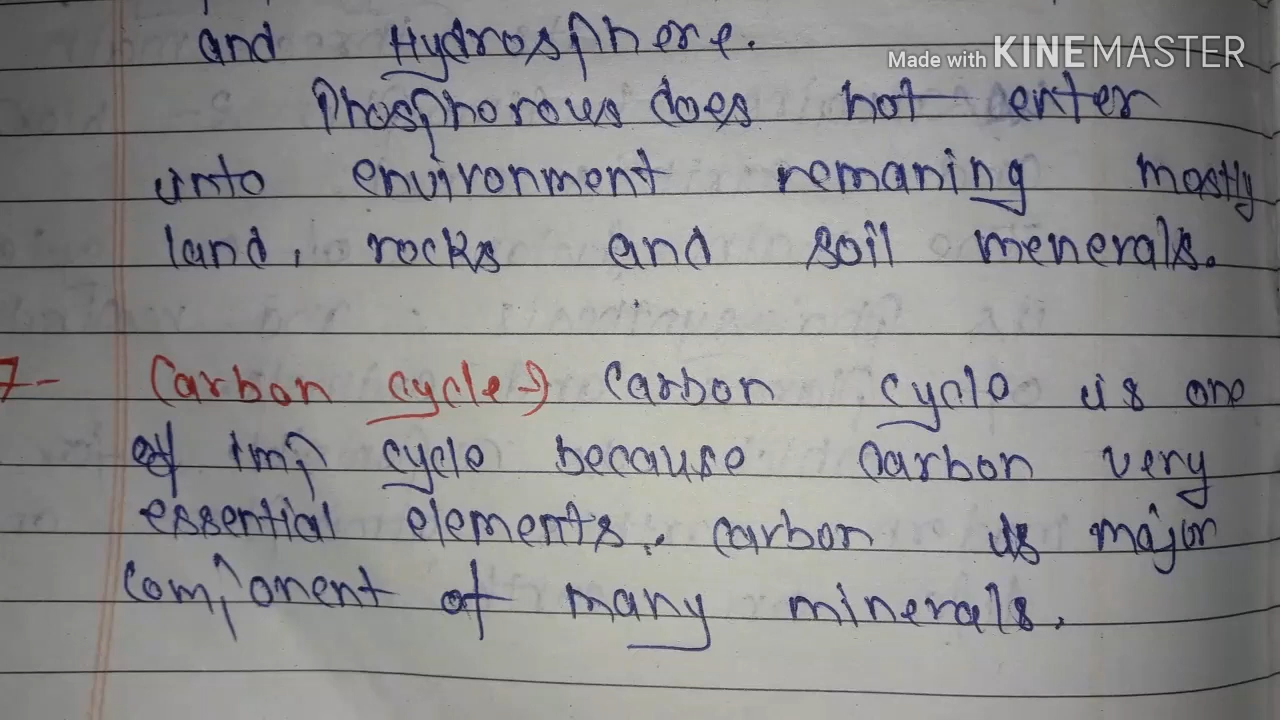 and Hydrosphere.
Made with KINEMASTER
Phosphorous does not enter
into environment remaning mostly
land, rocks and soil menerals.
7- Carbon cycle → Carbon cycle is one
of imp cycle because carbon very
essential elements. carbon is major
component of many minerals.